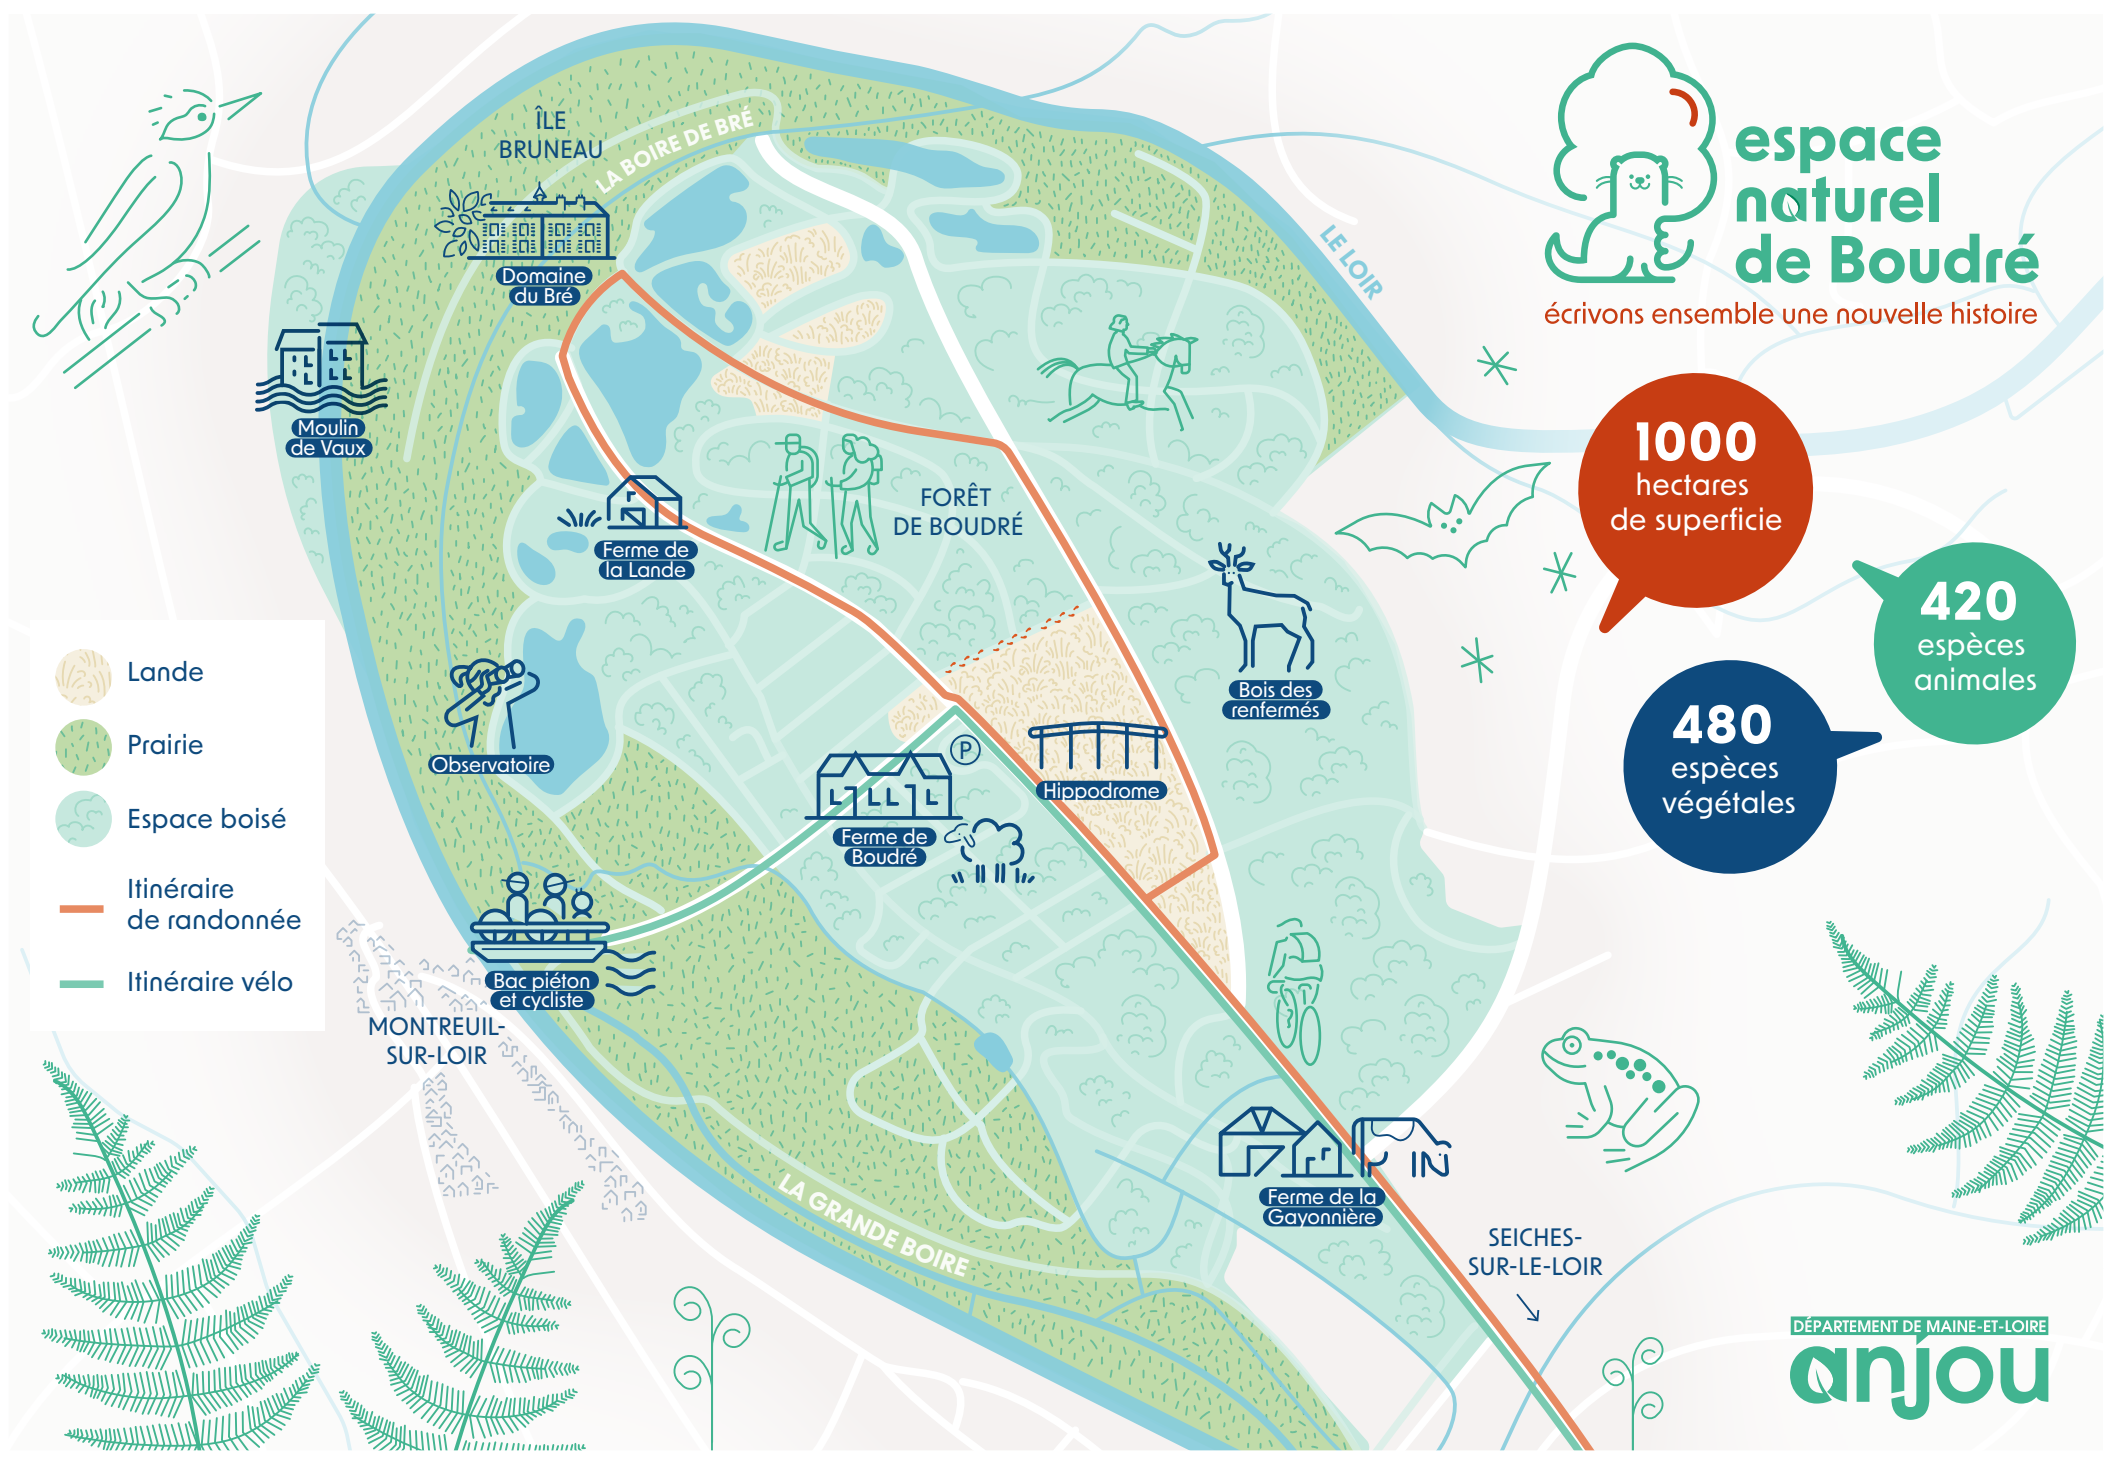 espace
naturel
de Boudré
écrivons ensemble une nouvelle histoire
ÎLE
BRUNEAU
LA BOIRE DE BRÉ
Domaine
du Bré
LE LOIR
Moulin
de Vaux
1000
hectares
de superficie
FORÊT
DE BOUDRÉ
Ferme de
la Lande
420
espèces
animales
480
espèces
végétales
Bois des
renfermés
Lande
Prairie
Espace boisé
Itinéraire
de randonnée
Itinéraire vélo
Observatoire
P
Hippodrome
Ferme de
Boudré
Bac piéton
et cycliste
MONTREUIL-
SUR-LOIR
LA GRANDE BOIRE
Ferme de la
Gayonnière
SEICHES-
SUR-LE-LOIR
DÉPARTEMENT DE MAINE-ET-LOIRE
anjou